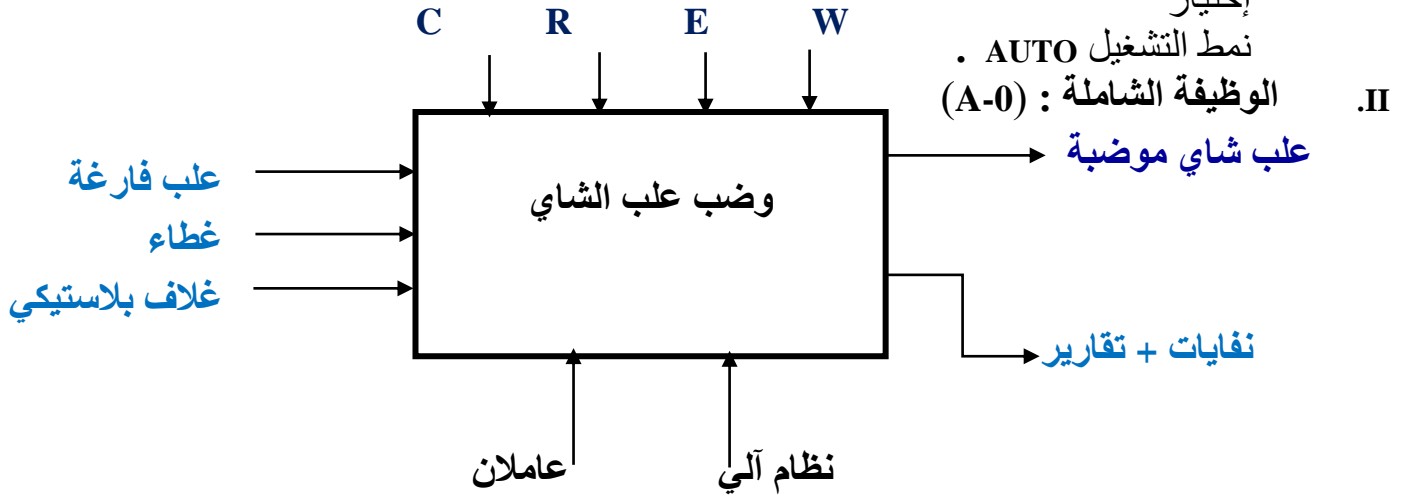 إختيار
نمط التشغيل AUTO .
II. الوظيفة الشاملة : (A-0)
C R E W
علب شاي موضبة
علب فارغة
غطاء
غلاف بلاستيكي
وضب علب الشاي
نفايات + تقارير
عاملان
نظام آلي